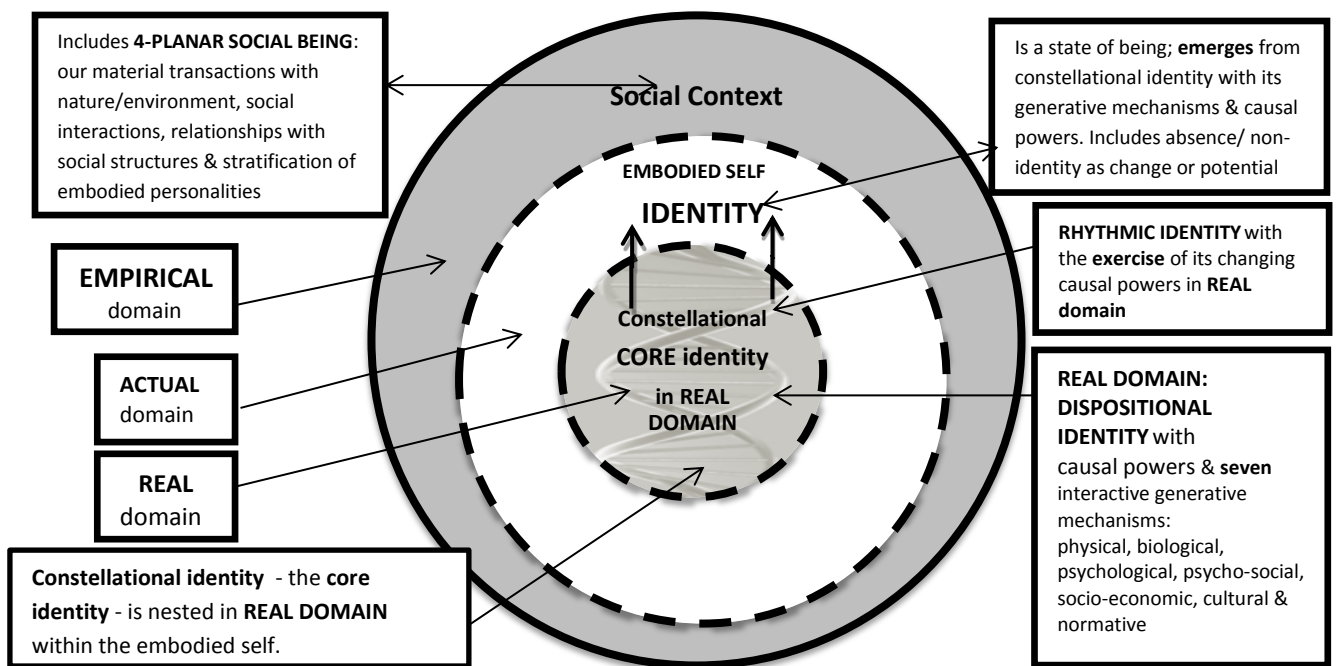 Includes 4-PLANAR SOCIAL BEING:
our material transactions with
nature/environment, social
interactions, relationships with
social structures & stratification of
embodied personalities
EMPIRICAL
domain
ACTUAL
domain
REAL
domain
Constellational identity - the core
identity - is nested in REAL DOMAIN
within the embodied self.
Social Context
EMBODIED SELF
IDENTITY
Constellational
CORE identity
in REAL
DOMAIN
Is a state of being; emerges from
constellational identity with its
generative mechanisms & causal
powers. Includes absence/ non-
identity as change or potential
RHYTHMIC IDENTITY with
the exercise of its changing
causal powers in REAL
domain
REAL DOMAIN:
DISPOSITIONAL
IDENTITY with
causal powers & seven
interactive generative
mechanisms:
physical, biological,
psychological, psycho-social,
socio-economic, cultural &
normative